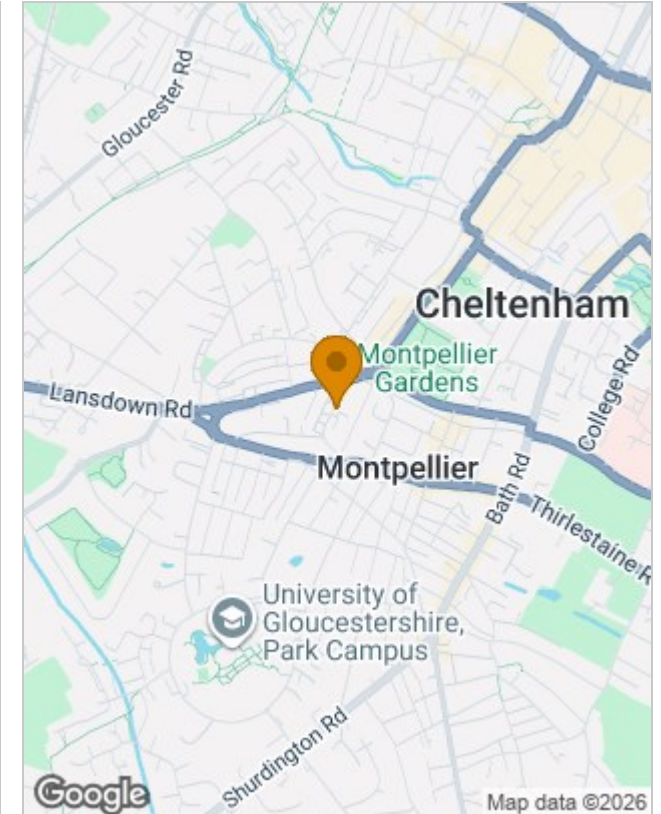 Gloucester Rd
Cheltenham
Montpellier
Gardens
College Rd
Lansdown Rd
Montpellier
Bath Rd
Thirlestaine R
University of
Gloucestershire,
Park Campus
Shurdington Rd
Google
Map data ©2026